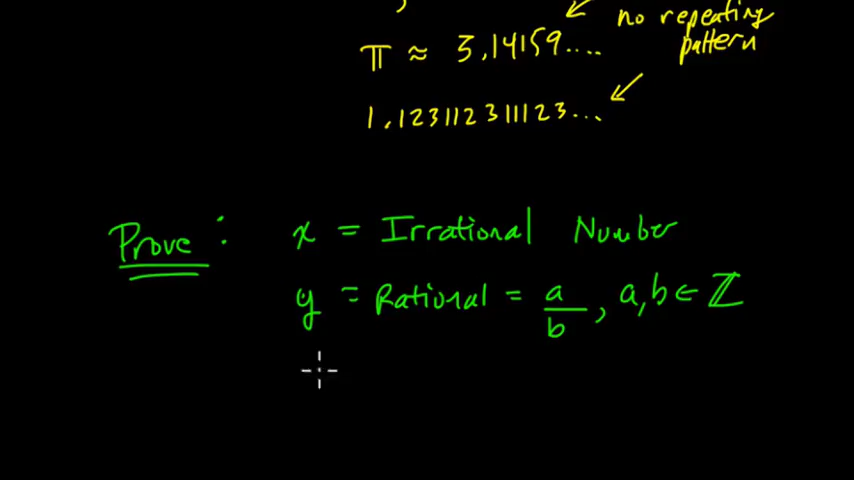 no repeating
pattern
π ≈ 3.14159....
1.123112311123...
Prove: x = Irrational Number
y = Rational = a/b, a,b ∈ ℤ